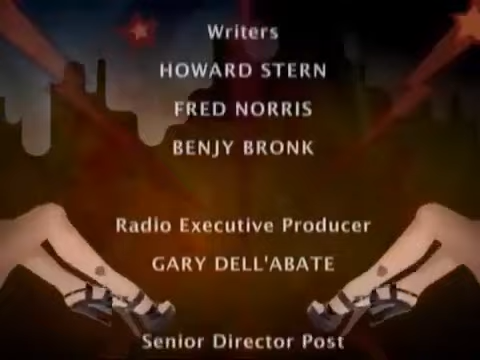 Writers
HOWARD STERN
FRED NORRIS
BENJY BRONK
Radio Executive Producer
GARY DELL'ABATE
Senior Director Post